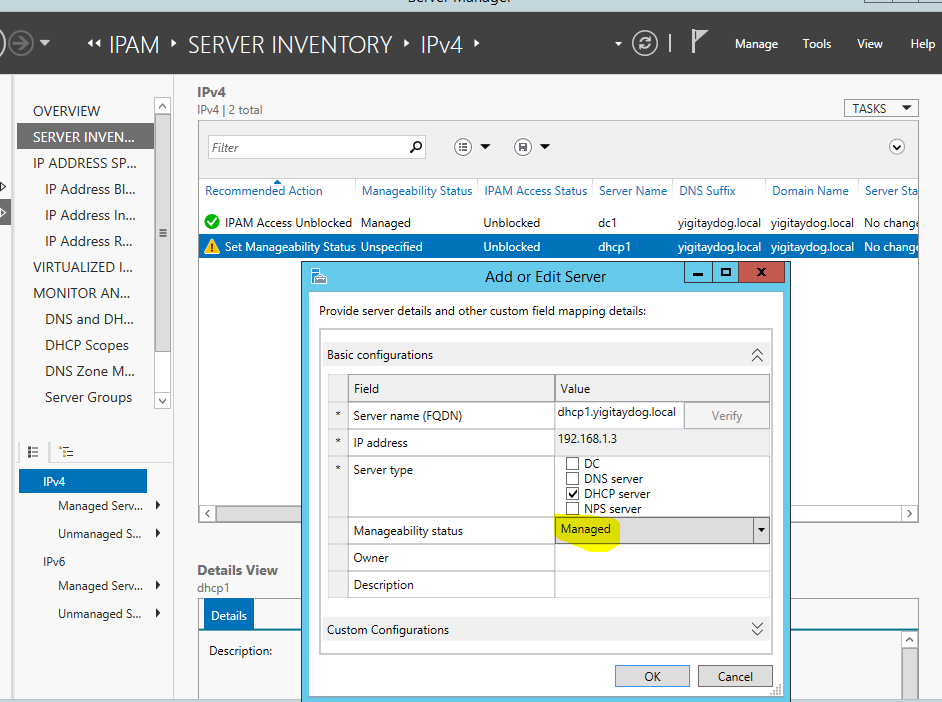 Server Manager
IPAM SERVER INVENTORY IPv4
Manage Tools View Help
OVERVIEW
SERVER INVEN...
IP ADDRESS SP...
IP Address Bl...
IP Address In...
IP Address R...
VIRTUALIZED I...
MONITOR AN...
DNS and DH...
DHCP Scopes
DNS Zone M...
Server Groups
IPv4
Managed Serv...
Unmanaged S...
IPv6
Managed Serv...
Unmanaged S...
IPv4
IPv4 | 2 total
TASKS
Filter
Recommended Action Manageability Status IPAM Access Status Server Name DNS Suffix Domain Name Server Sta
IPAM Access Unblocked Managed Unblocked dc1 yigitaydog.local yigitaydog.local No change
Set Manageability Status Unspecified Unblocked dhcp1 yigitaydog.local yigitaydog.local No change
Details View
dhcp1
Details
Description:
Add or Edit Server
Provide server details and other custom field mapping details:
Basic configurations
Field Value
* Server name (FQDN) dhcp1.yigitaydog.local Verify
* IP address 192.168.1.3
* Server type DC
DNS server
DHCP server
NPS server
Manageability status Managed
Owner
Description
Custom Configurations
OK Cancel